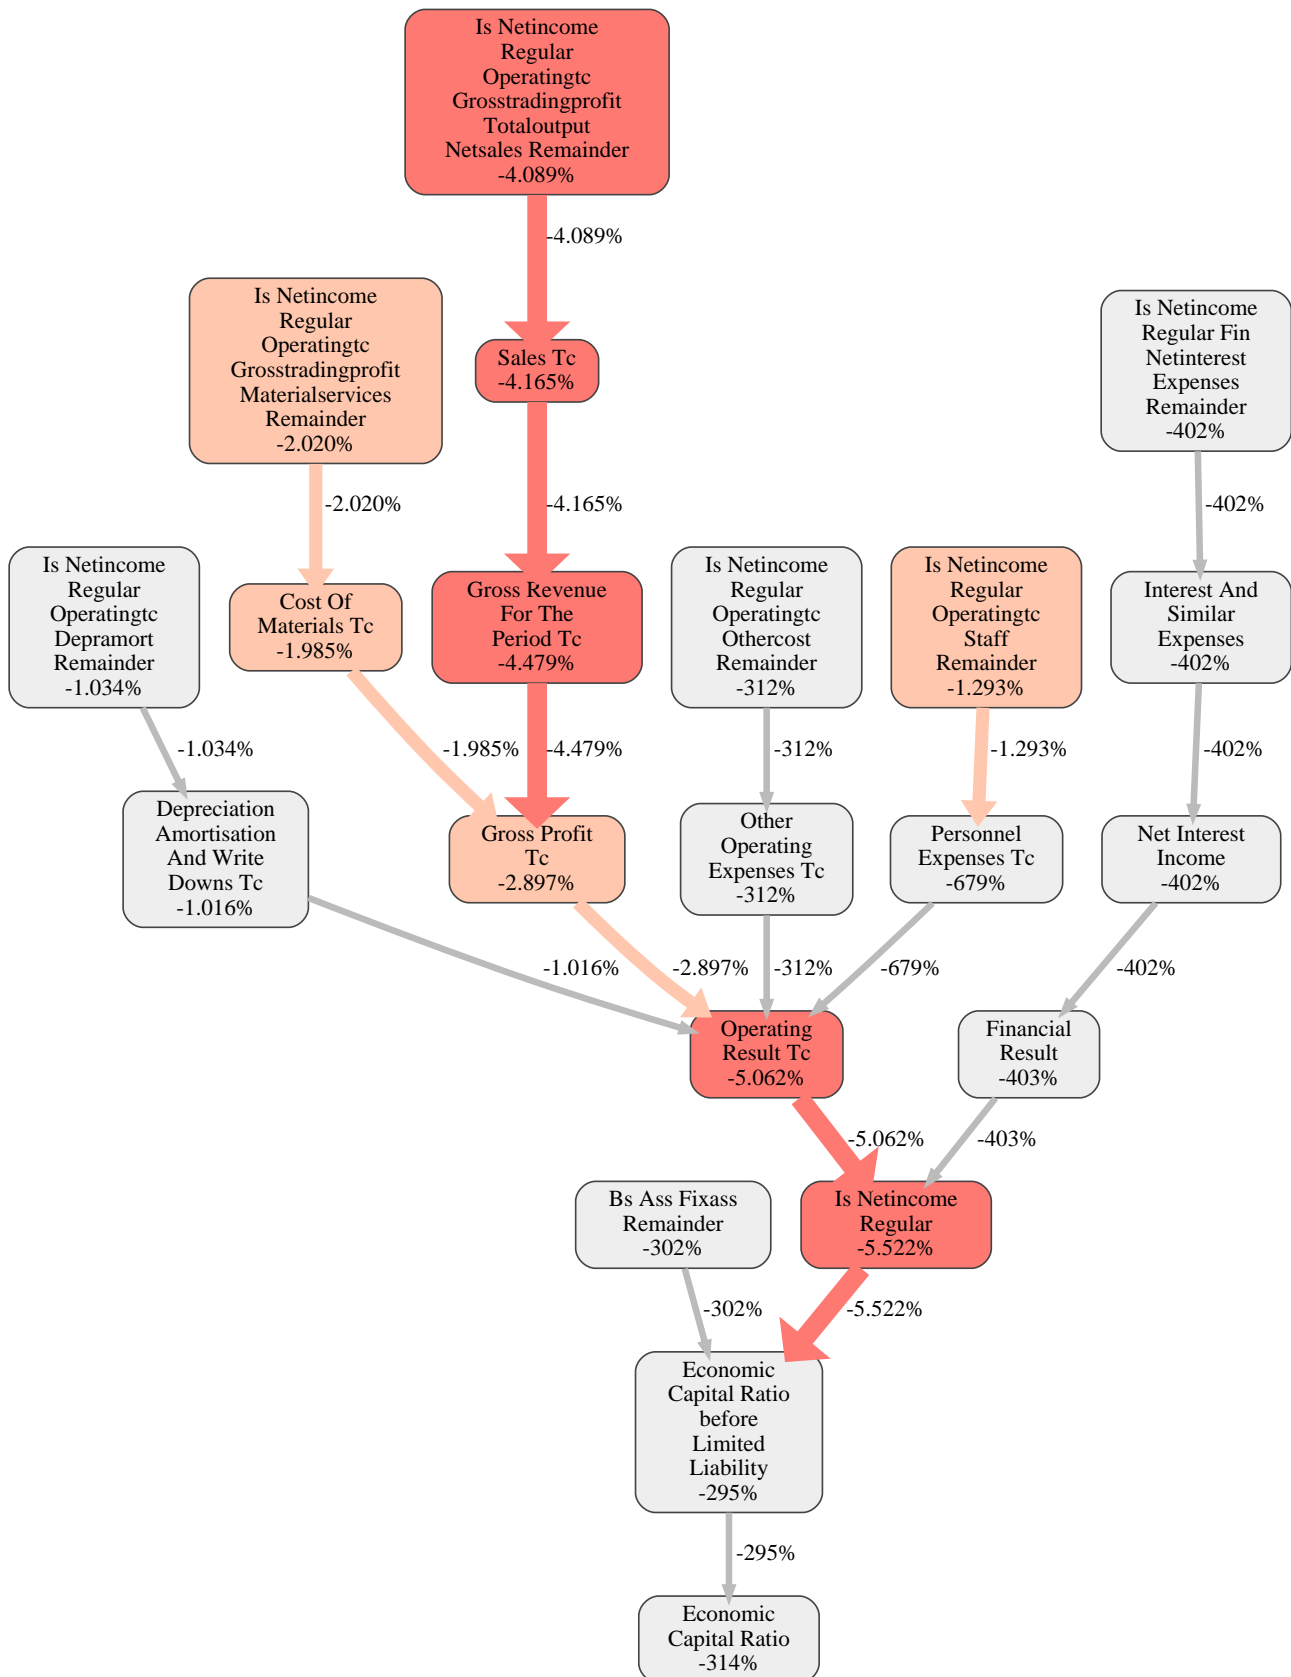 Is Netincome
Regular
Operatingtc
Grosstradingprofit
Totaloutput
Netsales Remainder
-4.089%
-4.089%
Is Netincome
Regular
Operatingtc
Grosstradingprofit
Materialservices
Remainder
-2.020%
Is Netincome
Regular Fin
Netinterest
Expenses
Remainder
-402%
Sales Tc
-4.165%
-2.020%
-4.165%
-402%
Is Netincome
Regular
Operatingtc
Depramort
Remainder
-1.034%
Cost Of
Materials Tc
-1.985%
Gross Revenue
For The
Period Tc
-4.479%
Is Netincome
Regular
Operatingtc
Othercost
Remainder
-312%
Is Netincome
Regular
Operatingtc
Staff
Remainder
-1.293%
Interest And
Similar
Expenses
-402%
-1.034%
-1.985%
-4.479%
-312%
-1.293%
-402%
Depreciation
Amortisation
And Write
Downs Tc
-1.016%
Gross Profit
Tc
-2.897%
Other
Operating
Expenses Tc
-312%
Personnel
Expenses Tc
-679%
Net Interest
Income
-402%
-1.016%
-2.897%
-312%
-679%
-402%
Operating
Result Tc
-5.062%
Financial
Result
-403%
-5.062%
-403%
Bs Ass Fixass
Remainder
-302%
Is Netincome
Regular
-5.522%
-302%
-5.522%
Economic
Capital Ratio
before
Limited
Liability
-295%
-295%
Economic
Capital Ratio
-314%